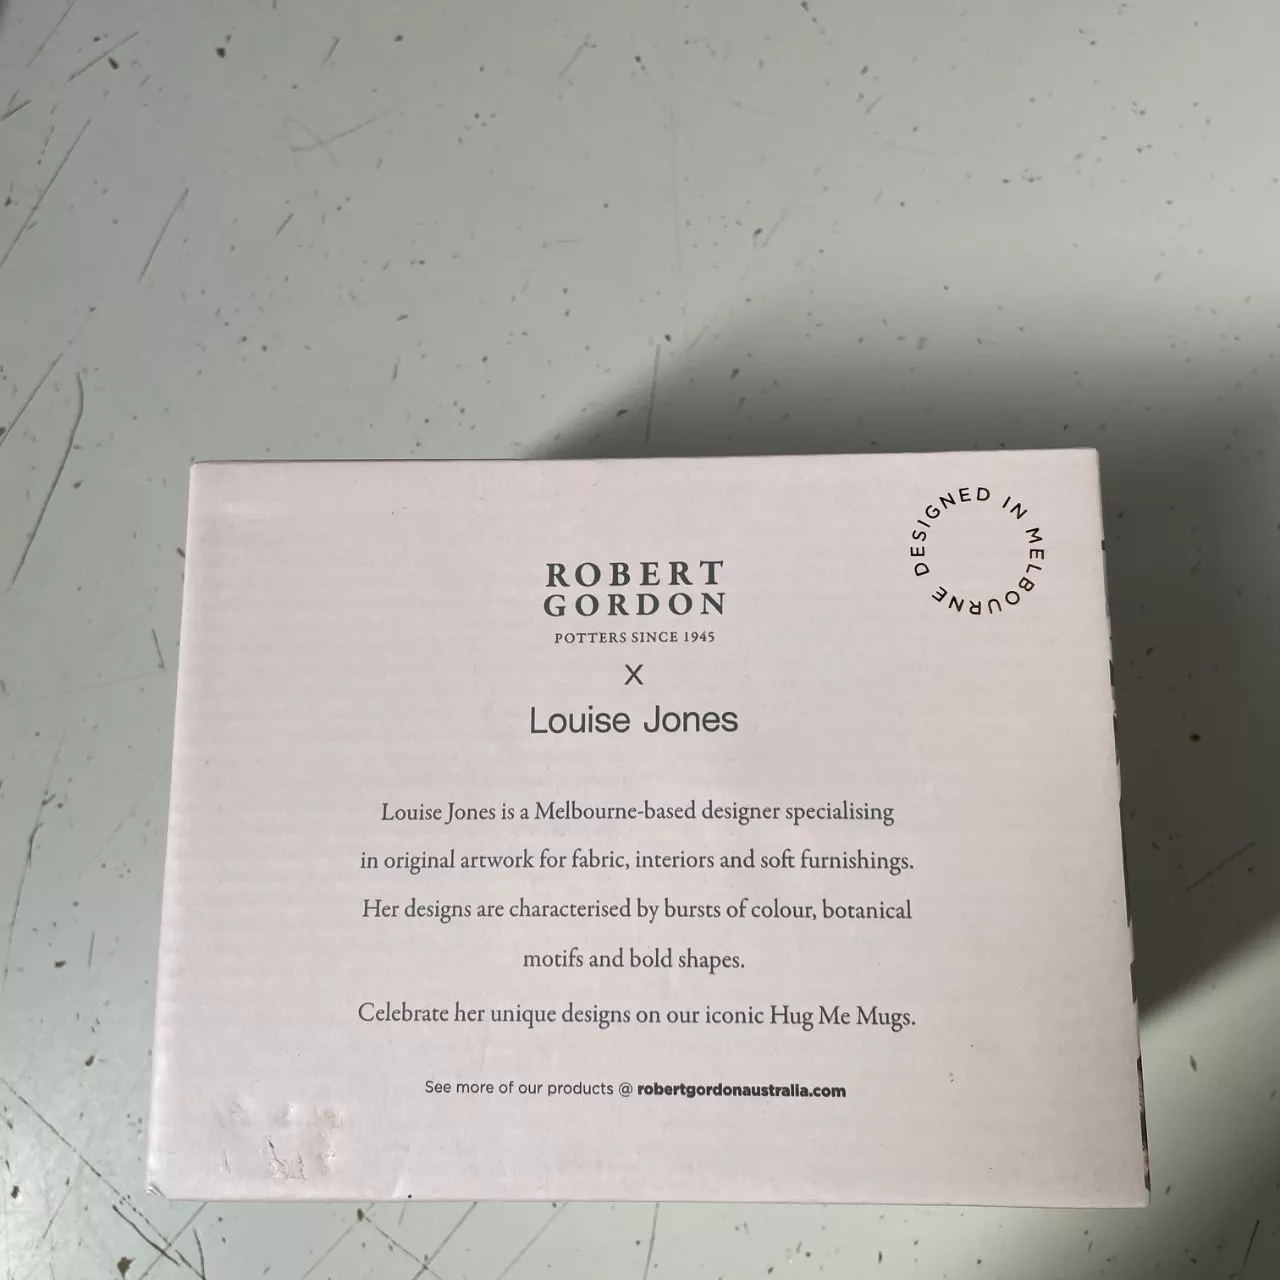 DESIGNED IN MELBOURNE
ROBERT
GORDON
POTTERS SINCE 1945
X
Louise Jones
Louise Jones is a Melbourne-based designer specialising
in original artwork for fabric, interiors and soft furnishings.
Her designs are characterised by bursts of colour, botanical
motifs and bold shapes.
Celebrate her unique designs on our iconic Hug Me Mugs.
See more of our products @ robertgordonaustralia.com